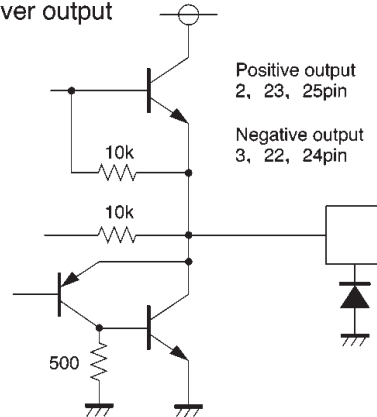 ver output
Positive output
2, 23, 25pin
Negative output
3, 22, 24pin
10k
10k
500